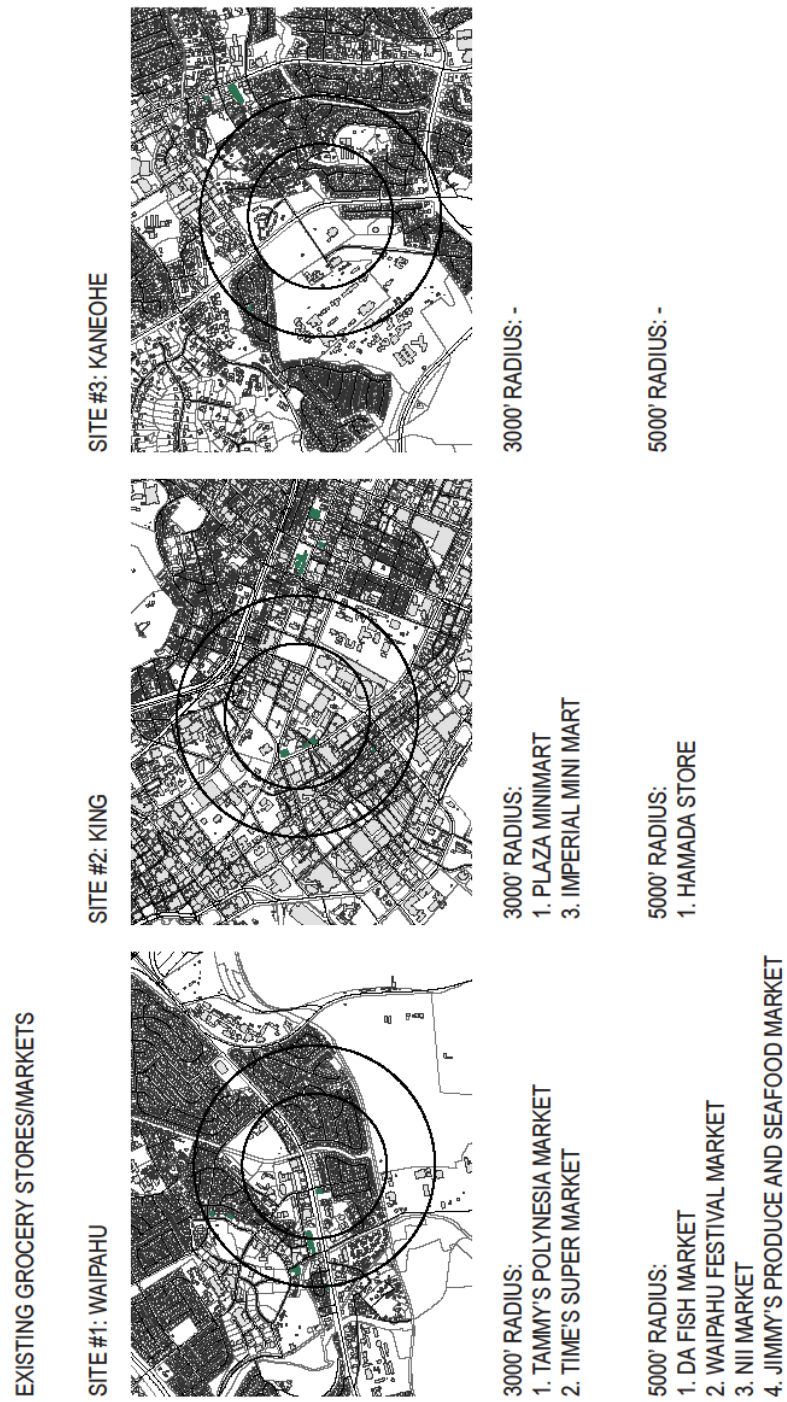 EXISTING GROCERY STORES/MARKETS
SITE #1: WAIPAHU
3000' RADIUS:
1. TAMMY'S POLYNESIA MARKET
2. TIME'S SUPER MARKET
5000' RADIUS:
1. DA FISH MARKET
2. WAIPAHU FESTIVAL MARKET
3. NII MARKET
4. JIMMY'S PRODUCE AND SEAFOOD MARKET
SITE #2: KING
3000' RADIUS:
1. PLAZA MINIMART
3. IMPERIAL MINI MART
5000' RADIUS:
1. HAMADA STORE
SITE #3: KANEOHE
3000' RADIUS: -
5000' RADIUS: -